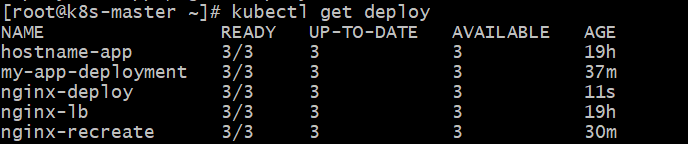 [root@k8s-master ~]# kubectl get deploy
NAME READY UP-TO-DATE AVAILABLE AGE
hostname-app 3/3 3 3 19h
my-app-deployment 3/3 3 3 37m
nginx-deploy 3/3 3 3 11s
nginx-lb 3/3 3 3 19h
nginx-recreate 3/3 3 3 30m